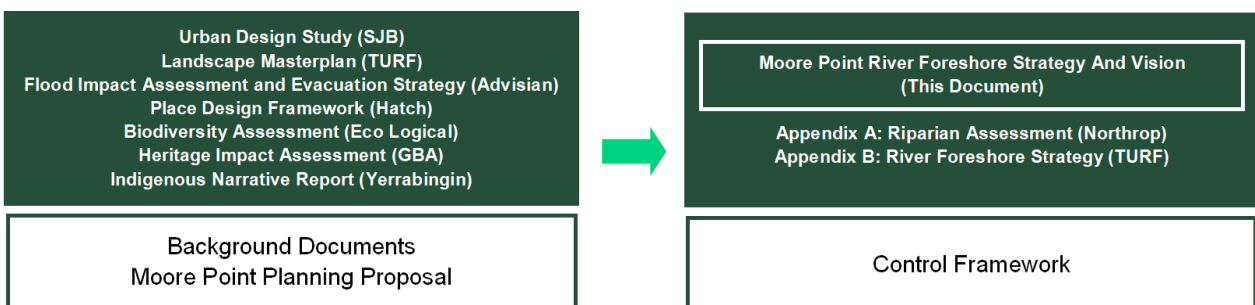 Urban Design Study (SJB)
Landscape Masterplan (TURF)
Flood Impact Assessment and Evacuation Strategy (Advisian)
Place Design Framework (Hatch)
Biodiversity Assessment (Eco Logical)
Heritage Impact Assessment (GBA)
Indigenous Narrative Report (Yerrabingin)
Background Documents
Moore Point Planning Proposal
Moore Point River Foreshore Strategy And Vision
(This Document)
Appendix A: Riparian Assessment (Northrop)
Appendix B: River Foreshore Strategy (TURF)
Control Framework